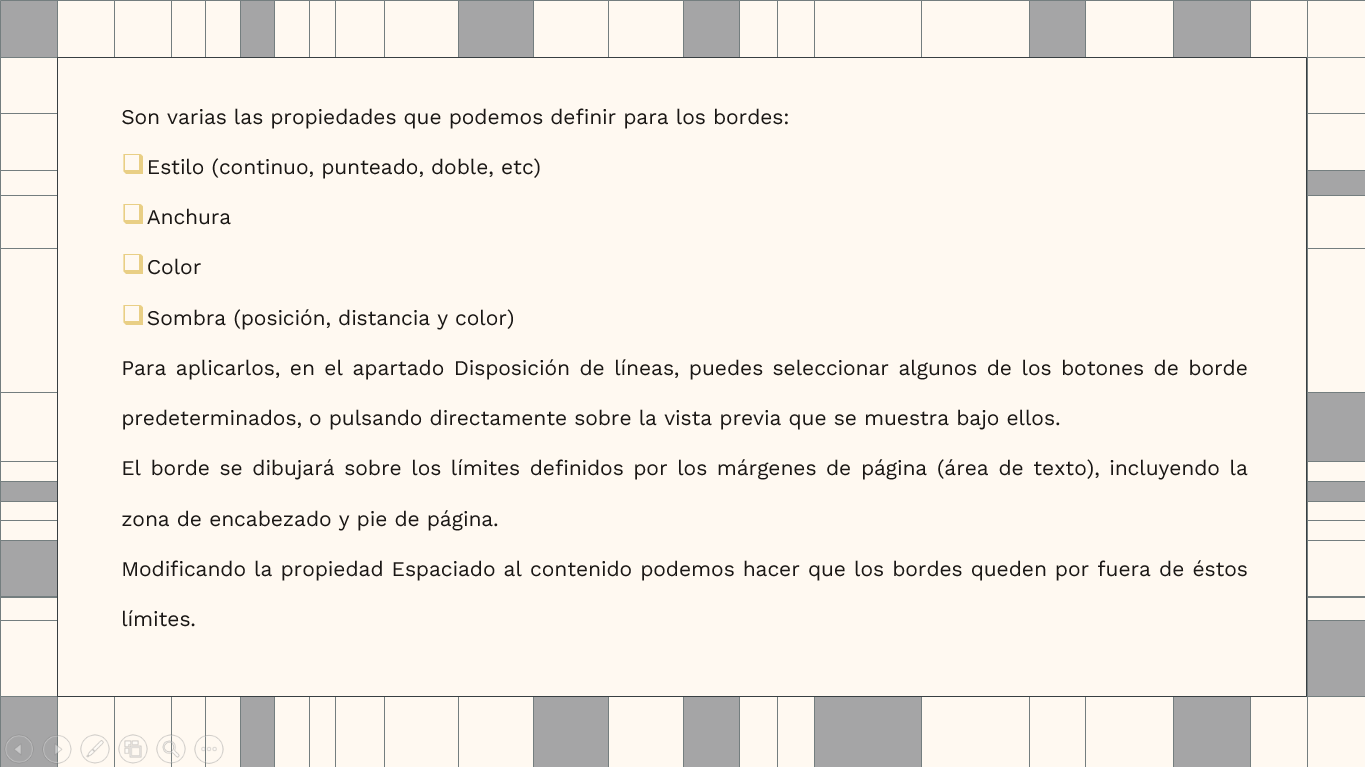 Son varias las propiedades que podemos definir para los bordes:
Estilo (continuo, punteado, doble, etc)
Anchura
Color
Sombra (posición, distancia y color)
Para aplicarlos, en el apartado Disposición de líneas, puedes seleccionar algunos de los botones de borde
predeterminados, o pulsando directamente sobre la vista previa que se muestra bajo ellos.
El borde se dibujará sobre los límites definidos por los márgenes de página (área de texto), incluyendo la
zona de encabezado y pie de página.
Modificando la propiedad Espaciado al contenido podemos hacer que los bordes queden por fuera de éstos
límites.